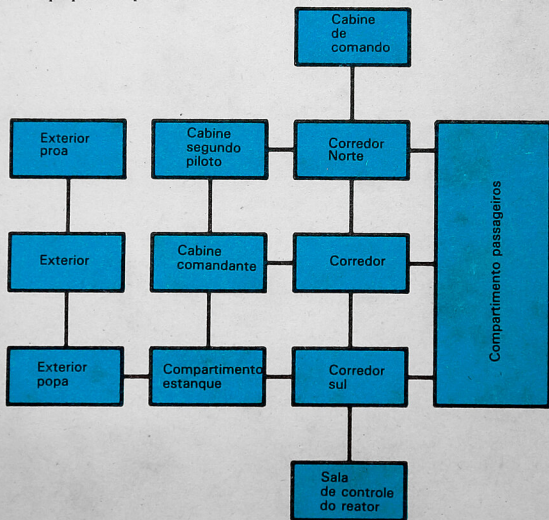 Cabine
de
comando
Exterior
proa
Cabine
segundo
piloto
Corredor
Norte
Compartimento passageiros
Exterior
Cabine
comandante
Corredor
Exterior
popa
Compartimento
estanque
Corredor
sul
Sala
de controle
do reator